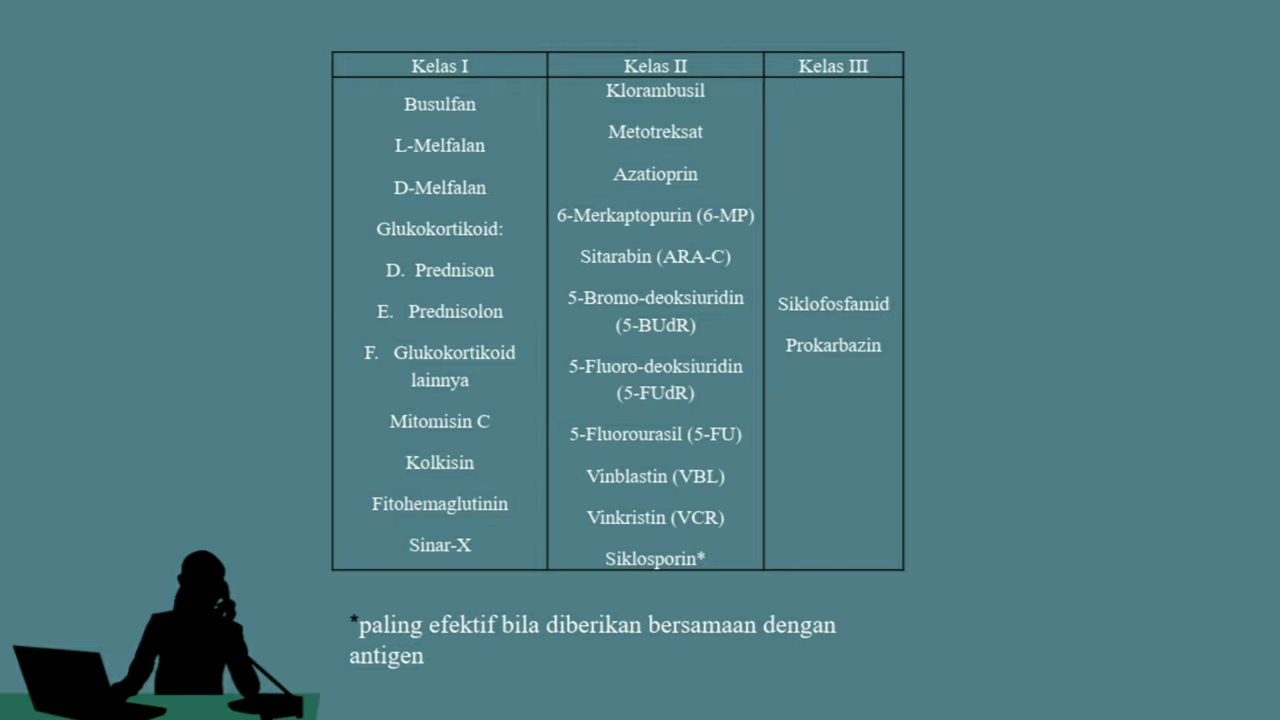 Kelas I
Kelas II
Kelas III
Busulfan
L-Melfalan
D-Melfalan
Glukokortikoid:
D. Prednison
E. Prednisolon
F. Glukokortikoid
lainnya
Mitomisin C
Kolkisin
Fitohemaglutinin
Sinar-X
Klorambusil
Metotreksat
Azatioprin
6-Merkaptopurin (6-MP)
Sitarabin (ARA-C)
5-Bromo-deoksiuridin
(5-BUdR)
5-Fluoro-deoksiuridin
(5-FUdR)
5-Fluorourasil (5-FU)
Vinblastin (VBL)
Vinkristin (VCR)
Siklosporin*
Siklofosfamid
Prokarbazin
*paling efektif bila diberikan bersamaan dengan
antigen